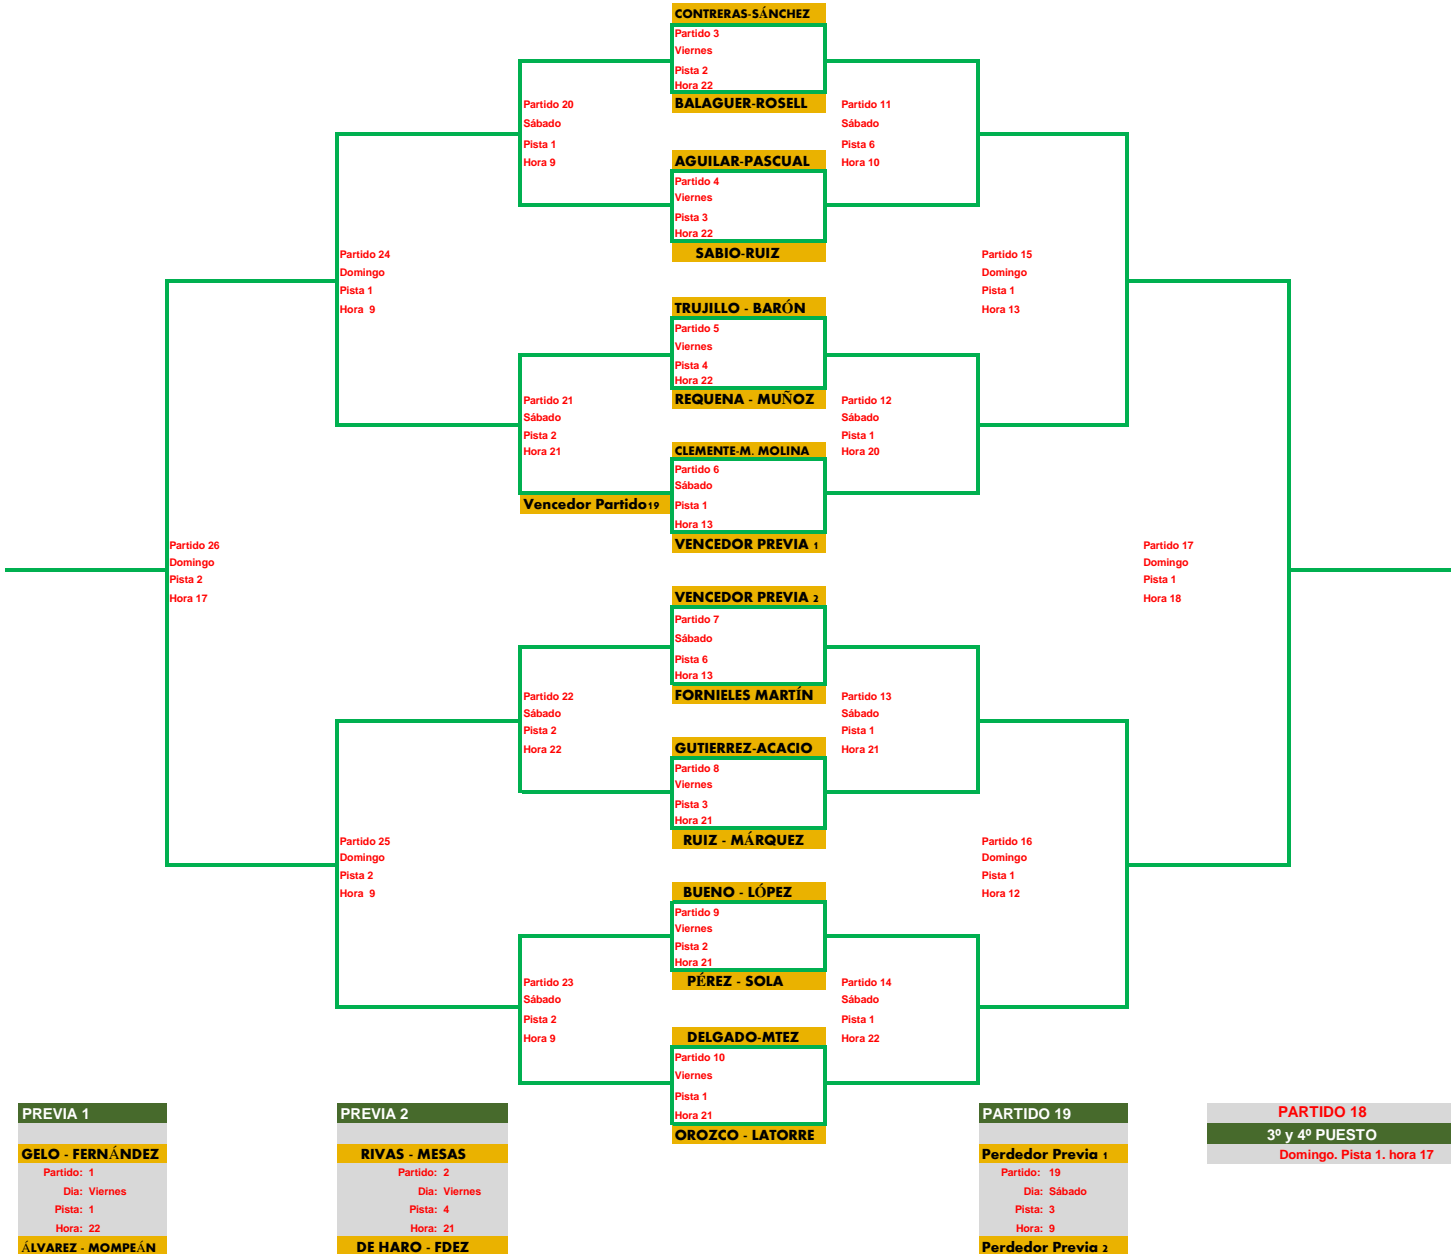 CONTRERAS-SÁNCHEZ
Partido 3
Viernes
Pista 2
Hora 22
BALAGUER-ROSELL
Partido 20
Sábado
Pista 1
Hora 9
Partido 11
Sábado
Pista 6
Hora 10
AGUILAR-PASCUAL
Partido 4
Viernes
Pista 3
Hora 22
SABIO-RUIZ
Partido 24
Domingo
Pista 1
Hora 9
Partido 15
Domingo
Pista 1
Hora 13
TRUJILLO - BARÓN
Partido 5
Viernes
Pista 4
Hora 22
REQUENA - MUÑOZ
Partido 21
Sábado
Pista 2
Hora 21
Partido 12
Sábado
Pista 1
Hora 20
CLEMENTE-M. MOLINA
Partido 6
Sábado
Pista 1
Hora 13
Vencedor Partido19
VENCEDOR PREVIA 1
Partido 26
Domingo
Pista 2
Hora 17
Partido 17
Domingo
Pista 1
Hora 18
VENCEDOR PREVIA 2
Partido 7
Sábado
Pista 6
Hora 13
FORNIELES MARTÍN
Partido 22
Sábado
Pista 2
Hora 22
Partido 13
Sábado
Pista 1
Hora 21
GUTIERREZ-ACACIO
Partido 8
Viernes
Pista 3
Hora 21
RUIZ - MÁRQUEZ
Partido 25
Domingo
Pista 2
Hora 9
Partido 16
Domingo
Pista 1
Hora 12
BUENO - LÓPEZ
Partido 9
Viernes
Pista 2
Hora 21
PÉREZ - SOLA
Partido 23
Sábado
Pista 2
Hora 9
Partido 14
Sábado
Pista 1
Hora 22
DELGADO-MTEZ
Partido 10
Viernes
Pista 1
Hora 21
OROZCO - LATORRE
PREVIA 1
GELO - FERNÁNDEZ
Partido: 1
Dia: Viernes
Pista: 1
Hora: 22
ÁLVAREZ - MOMPEÁN
PREVIA 2
RIVAS - MESAS
Partido: 2
Dia: Viernes
Pista: 4
Hora: 21
DE HARO - FDEZ
PARTIDO 19
Perdedor Previa 1
Partido: 19
Dia: Sábado
Pista: 3
Hora: 9
Perdedor Previa 2
PARTIDO 18
3º y 4º PUESTO
Domingo. Pista 1. hora 17